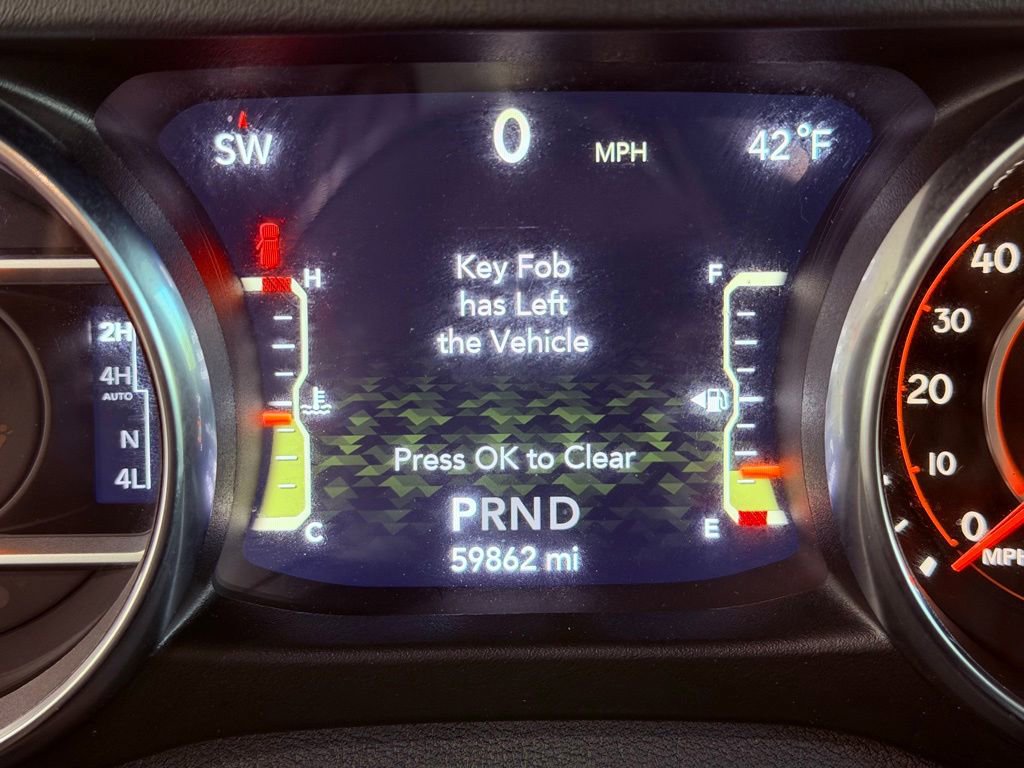 SW
0 MPH
42°F
H
F
Key Fob
has Left
the Vehicle
2H
4H
AUTO
N
4L
Press OK to Clear
C
E
PRND
59862 mi
40
30
20
10
0
MPH